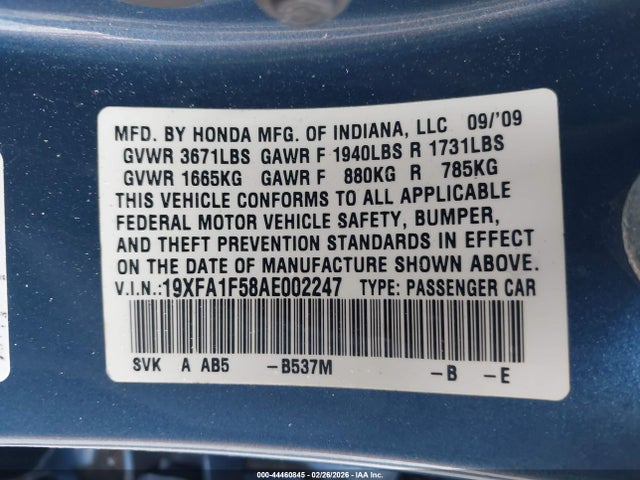 MFD. BY HONDA MFG. OF INDIANA, LLC 09/'09
GVWR 3671LBS GAWR F 1940LBS R 1731LBS
GVWR 1665KG GAWR F 880KG R 785KG
THIS VEHICLE CONFORMS TO ALL APPLICABLE
FEDERAL MOTOR VEHICLE SAFETY, BUMPER,
AND THEFT PREVENTION STANDARDS IN EFFECT
ON THE DATE OF MANUFACTURE SHOWN ABOVE.
V.I.N.:19XFA1F58AE002247 TYPE: PASSENGER CAR
SVK A AB5 -B537M -B -E
000-44460845 - 02/26/2026 - IAA Inc.